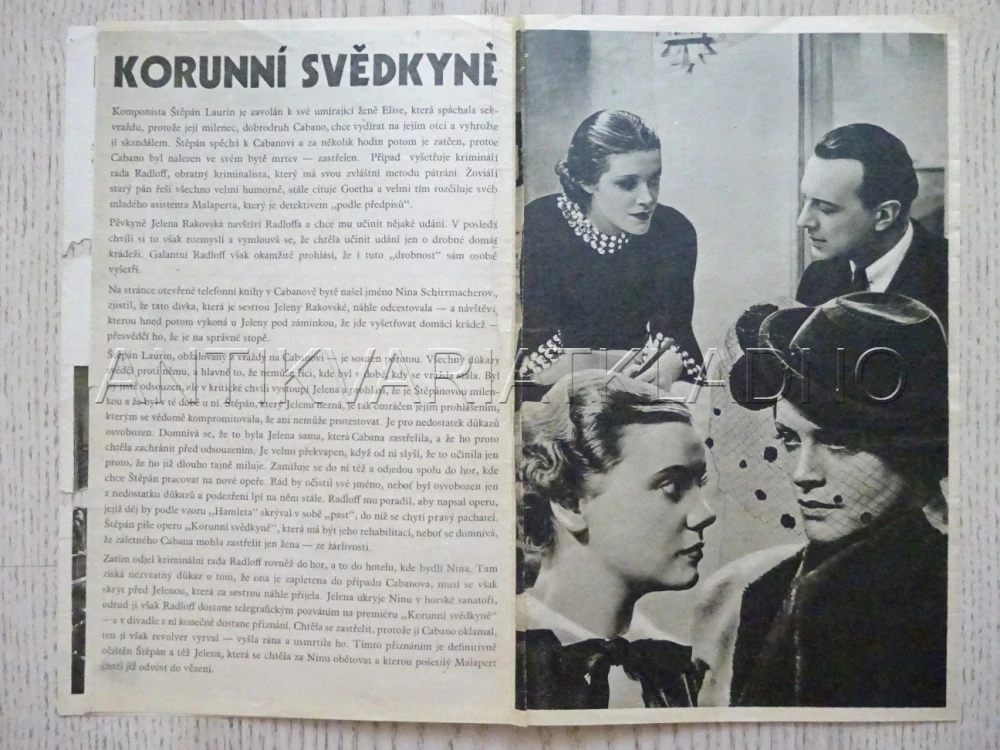 KORUNNÍ SVĚDKYNĚ
Komponista Štěpán Laurin je zavolán k své umírající ženě Elise, která spáchala seb-
vraždu, protože její milenec, dobrodruh Cabano, chce vydírat na jejím otci a vyhrožte
jí skandálem. Štěpán spěchá k Cabanovi a za několik hodin potom je zatčen, protoe
Cabano byl nalezen ve svém bytě mrtev — zastřelen. Případ vyšetřuje kriminálí
rada Radloff, obratný kriminalista, který má svou zvláštní metodu pátrání. Žoviálí
starý pán řeší všechno velmi humorně, stále cituje Goetha a velmi tím rozčiluje svéb
mladého asistenta Malaperta, který je detektivem „podle předpisů".
Pěvkyně Jelena Rakovská navštíví Radloffa a chce mu učinit nějaké udání. V posledí
chvíli si to však rozmyslí a vymlouvá se, že chtěla učinit udání jen o drobné domáí
krádeži. Galantní Radloff však okamžitě prohlásí, že i tuto „drobnost" sám osobě
vyšetří.
Na stránce otevřené telefonní knihy v Cabanově bytě našel jméno Nina Schirrmacherov.,
zjistil, že tato dívka, která je sestrou Jeleny Rakovské, náhle odcestovala — a návštěvě,
kterou hned potom vykoná u Jeleny pod záminkou, že jde vyšetřovat domácí krádež —
přesvědčí ho, že je na správné stopě.
Štěpán Laurin, obžalovaný z vraždy na Cabanovi — je souzen porotou. Všechny důkazy
svědčí proti němu, a hlavně to, že nemůže říci, kde byl v době, kdy se vražda stala. Byl
by jistě odsouzen, ale v kritické chvíli vystoupí Jelena a prohlásí, že je Štěpánovou milen-
kou a že byl v té době u ní. Štěpán, který Jelenu nezná, je tak omráčen jejím prohlášením,
kterým se vědomě kompromitovala, že ani nemůže protestovat. Je pro nedostatek důkazů
osvobozen. Domnívá se, že to byla Jelena sama, která Cabana zastřelila, a že ho proto
chtěla zachránit před odsouzením. Je velmi překvapen, když od ní slyší, že to učinila jen
proto, že ho již dlouho tajně miluje. Zamiluje se do ní též a odjedou spolu do hor, kde
chce Štěpán pracovat na nové opeře. Rád by očistil své jméno, neboť byl osvobozen jen
z nedostatku důkazů a podezření lpí na něm stále. Radloff mu poradil, aby napsal operu,
jejíž děj by podle vzoru „Hamleta" skrýval v sobě „past", do níž se chytí pravý pachatel.
Štěpán píše operu „Korunní svědkyně", která má být jeho rehabilitací, neboť se domnívá,
že záletného Cabana mohla zastřelit jen žena — ze žárlivosti.
Zatím odjel kriminální rada Radloff rovněž do hor, a to do hotelu, kde bydlí Nina. Tam
získá nezvratný důkaz o tom, že ona je zapletena do případu Cabanova, musí se však
skrýt před Jelenou, která za sestrou náhle přijela. Jelena ukryje Ninu v horské sanatoři,
odtud ji však Radloff dostane telegrafickým pozváním na premiéru „Korunní svědkyně"
— a v divadle z ní konečně dostane přiznání. Chtěla se zastřelit, protože jí Cabano oklamal,
ten jí však revolver vyrval — vyšla rána a usmrtila ho. Tímto přiznáním je definitivně
očištěn Štěpán a též Jelena, která se chtěla za Ninu obětovat a kterou pošetilý Malapert
chtěl již odvést do vězení.
ANTIKVARIATKLADNO